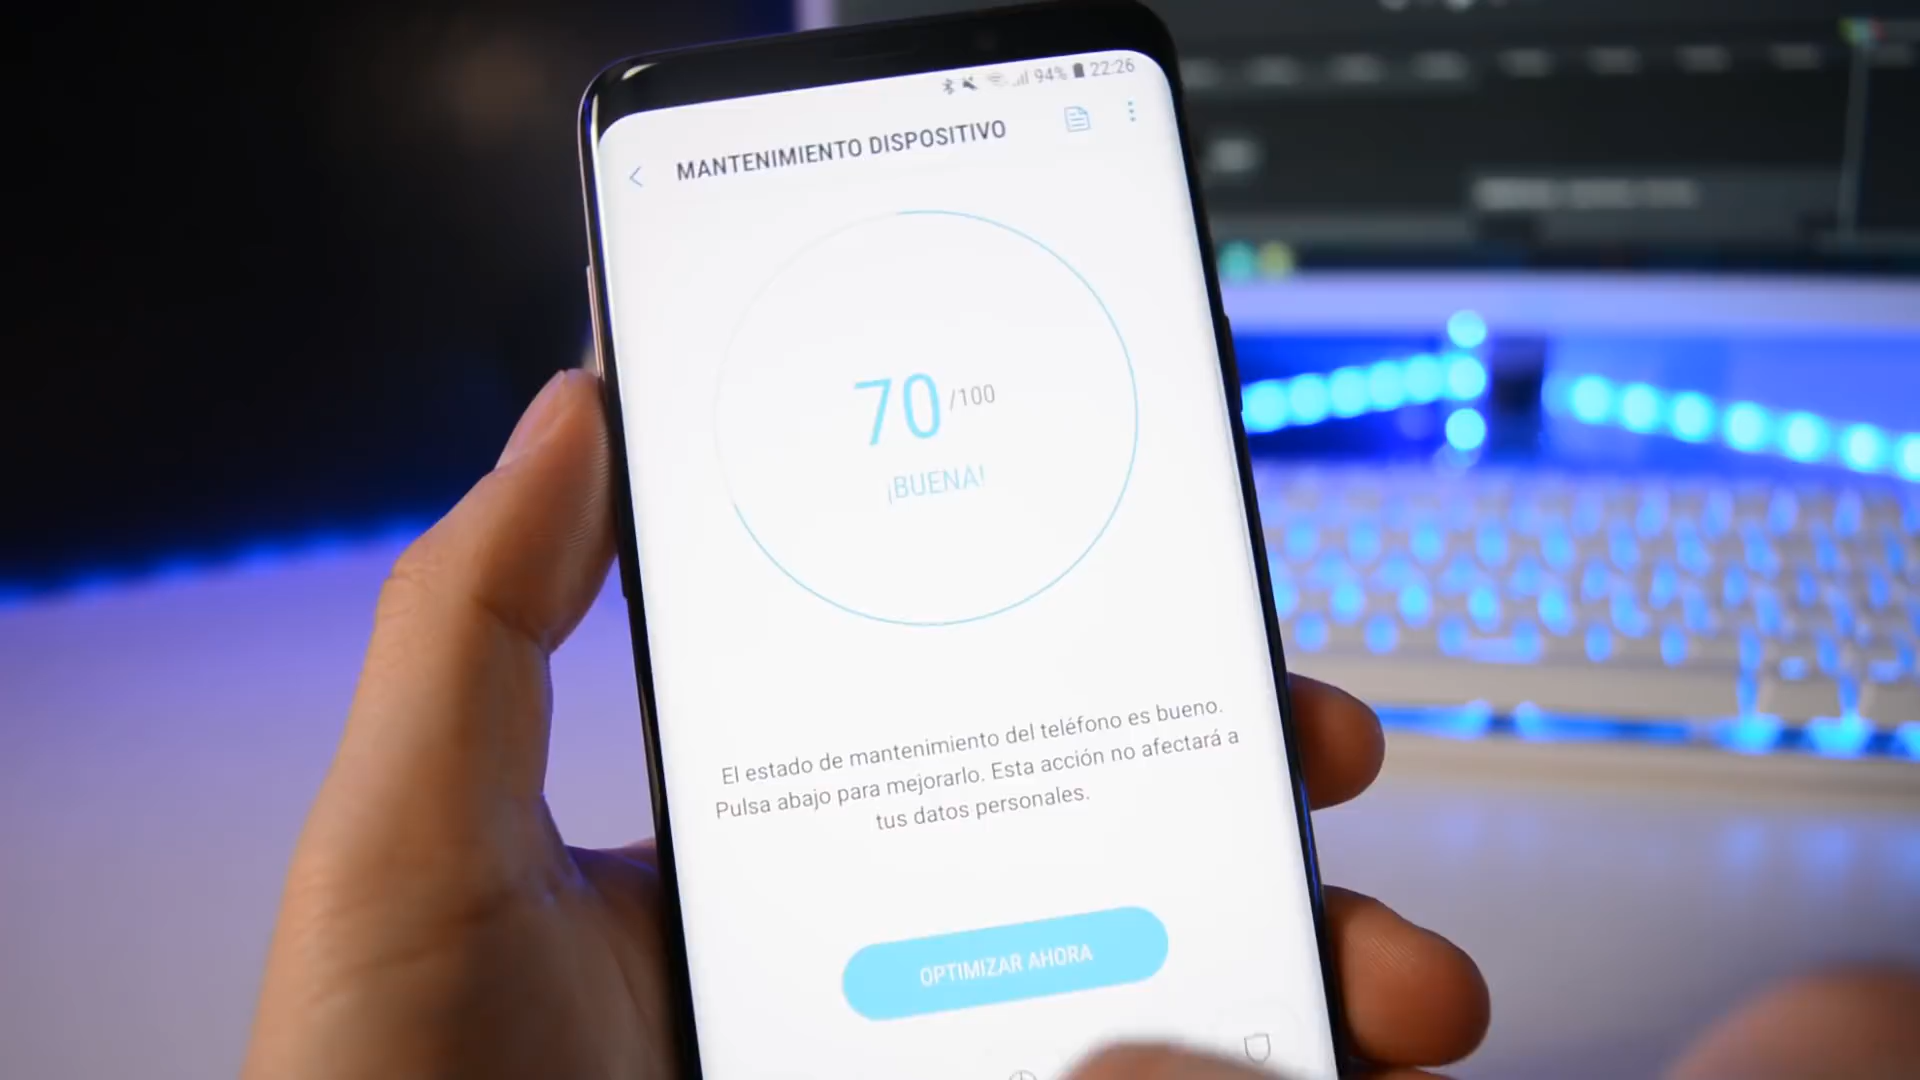 94% 22:26
MANTENIMIENTO DISPOSITIVO
70 /100
¡BUENA!
El estado de mantenimiento del teléfono es bueno.
Pulsa abajo para mejorarlo. Esta acción no afectará a
tus datos personales.
OPTIMIZAR AHORA